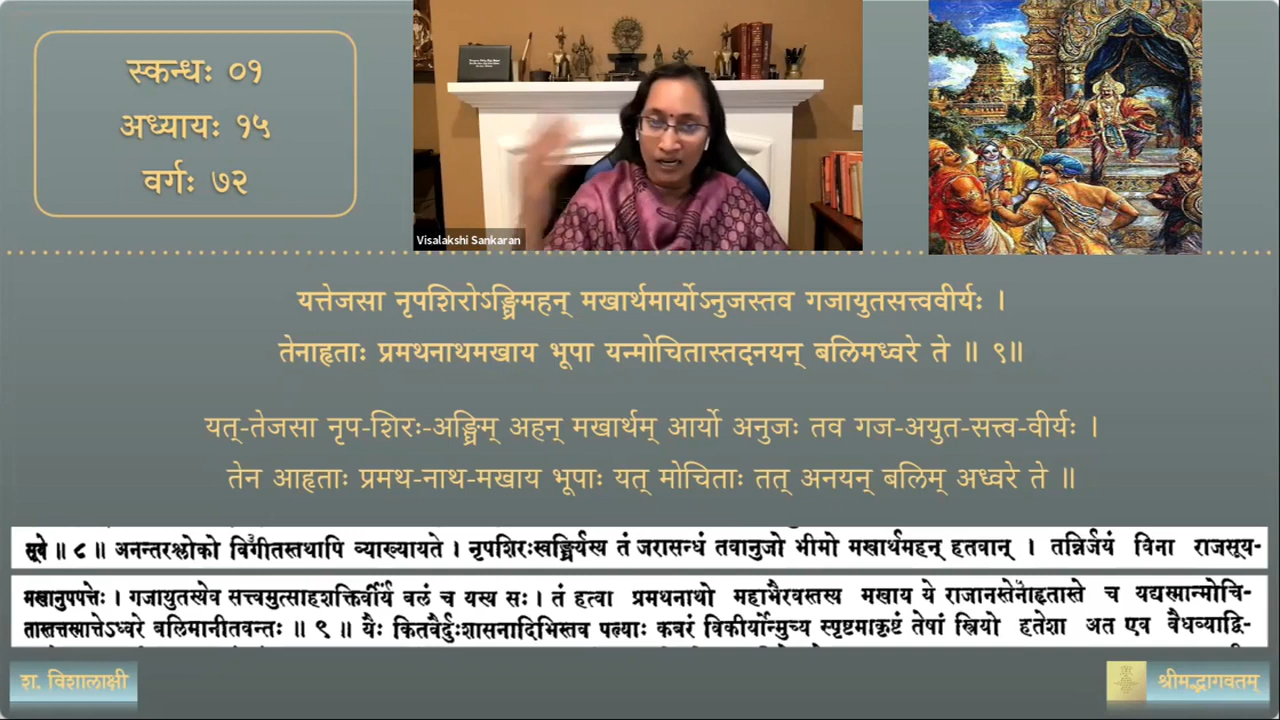 स्कन्धः ०१
अध्यायः १५
वर्गः ७२
Visalakshi Sankaran
यत्तेजसा नृपशिरोऽङ्घ्रिमहन् मखार्थमार्योऽनुजस्तव गजायुतसत्त्ववीर्यः ।
तेनाहृताः प्रमथनाथमखाय भूपा यन्मोचितास्तदनयन् बलिमध्वरे ते ॥ ९॥
यत्-तेजसा नृप-शिरः-अङ्घ्रिम् अहन् मखार्थम् आर्यो अनुजः तव गज-अयुत-सत्त्व-वीर्यः ।
तेन आहृताः प्रमथ-नाथ-मखाय भूपाः यत् मोचिताः तत् अनयन् बलिम् अध्वरे ते ॥
सूये ॥ ८ ॥ अनन्तरश्लोको विगीतस्तथापि व्याख्यायते । नृपशिरःस्वङ्घ्रिर्यस्य तं जरासन्धं तवानुजो भीमो मखार्थमहन् हतवान् । तन्निर्जयं विना राजसूय-
मखानुपपत्तेः । गजायुतस्येव सत्त्वमुत्साहशक्तिर्वीर्यं बलं च यस्य सः । तं हत्वा प्रमथनाथो महाभैरवस्तस्य मखाय ये राजानस्तेनाहृतास्ते च यद्यस्मान्मोचि-
तास्तत्तस्मात्तेऽध्वरे बलिमानीतवन्तः ॥ ९ ॥ यैः कितवैर्दुःशासनादिभिस्तव पत्न्याः कबरं विकीर्योन्मुच्य स्पृष्टमाकृष्टं तेषां स्त्रियो हतेशा अत एव वैधव्याद्वि-
श. विशालाक्षी
श्रीमद्भागवतम्